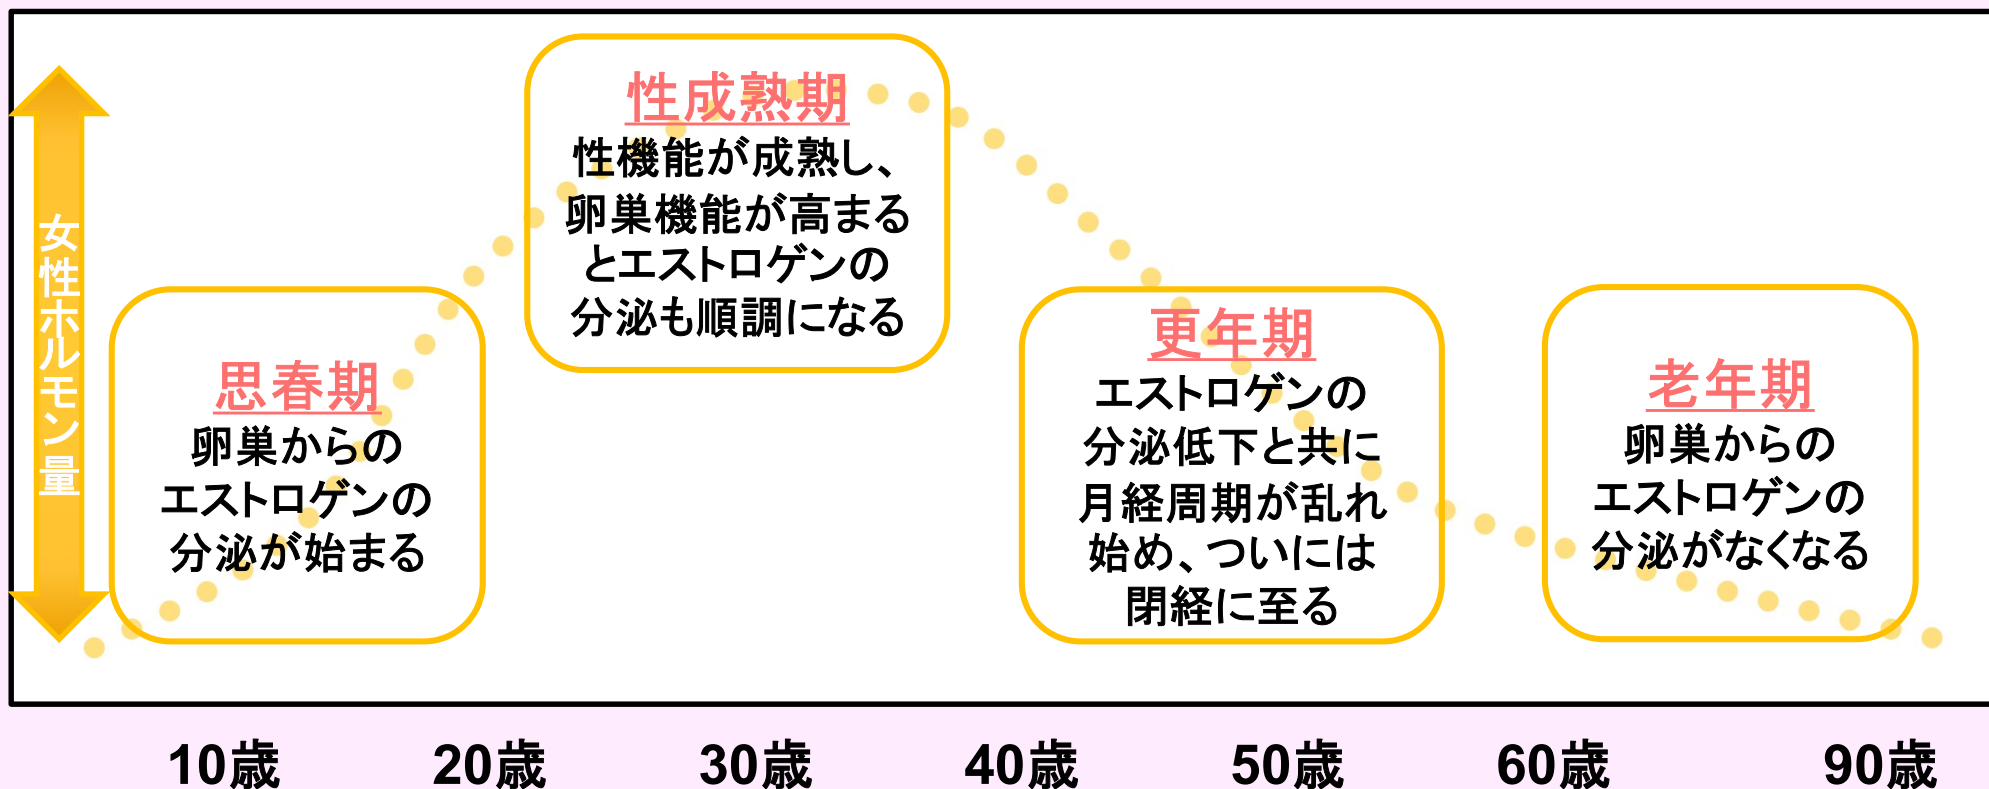 女性ホルモン量
思春期
卵巣からの
エストロゲンの
分泌が始まる
性成熟期
性機能が成熟し、
卵巣機能が高まる
とエストロゲンの
分泌も順調になる
更年期
エストロゲンの
分泌低下と共に
月経周期が乱れ
始め、ついには
閉経に至る
老年期
卵巣からの
エストロゲンの
分泌がなくなる
10歳 20歳 30歳 40歳 50歳 60歳 90歳